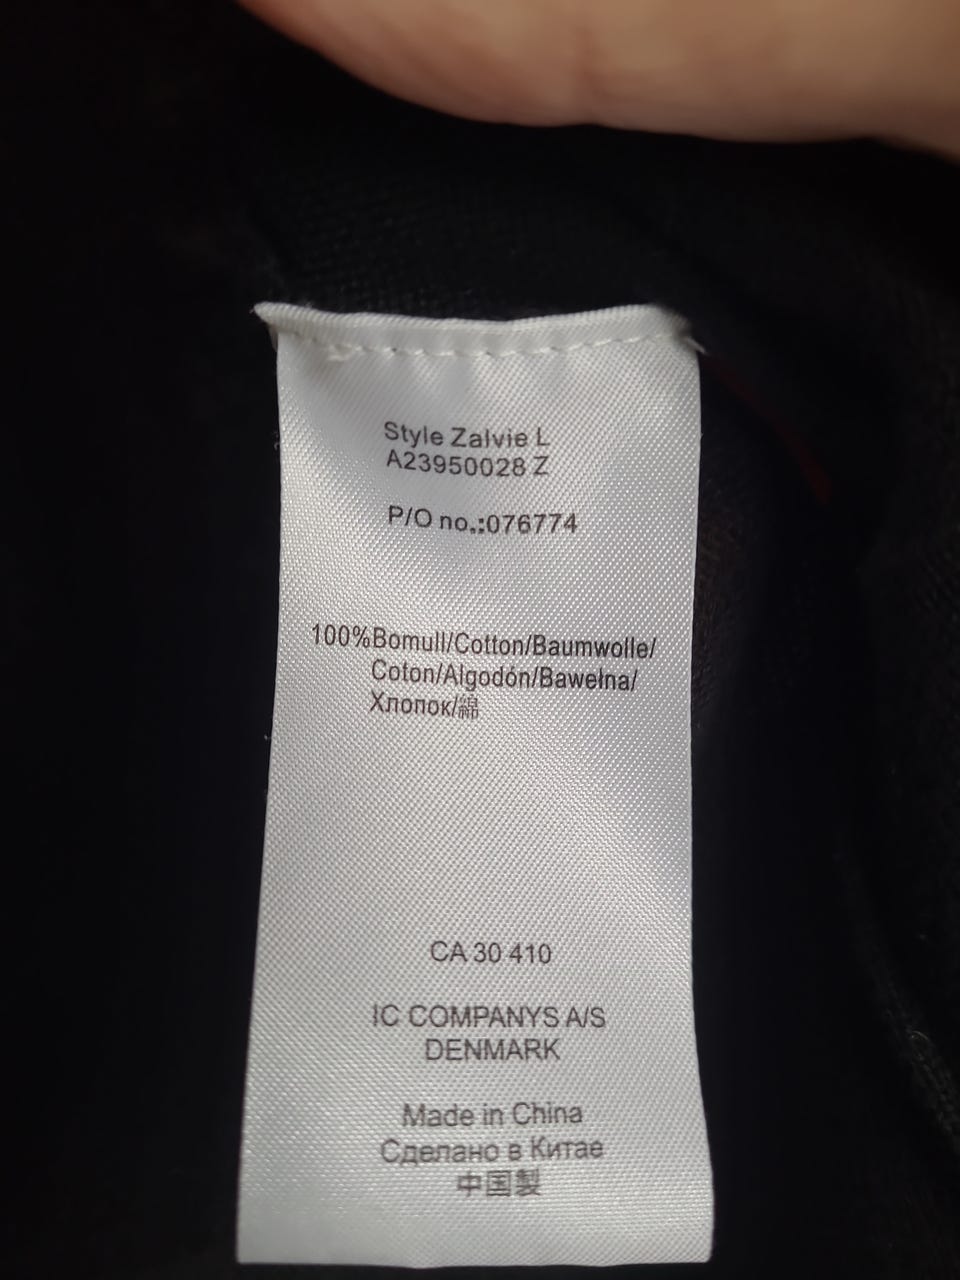 Style Zalvie L
A23950028 Z
P/O no.:076774
100%Bomull/Cotton/Baumwolle/
Coton/Algodón/Bawełna/
Хлопок/綿
CA 30 410
IC COMPANYS A/S
DENMARK
Made in China
Сделано в Китае
中国製